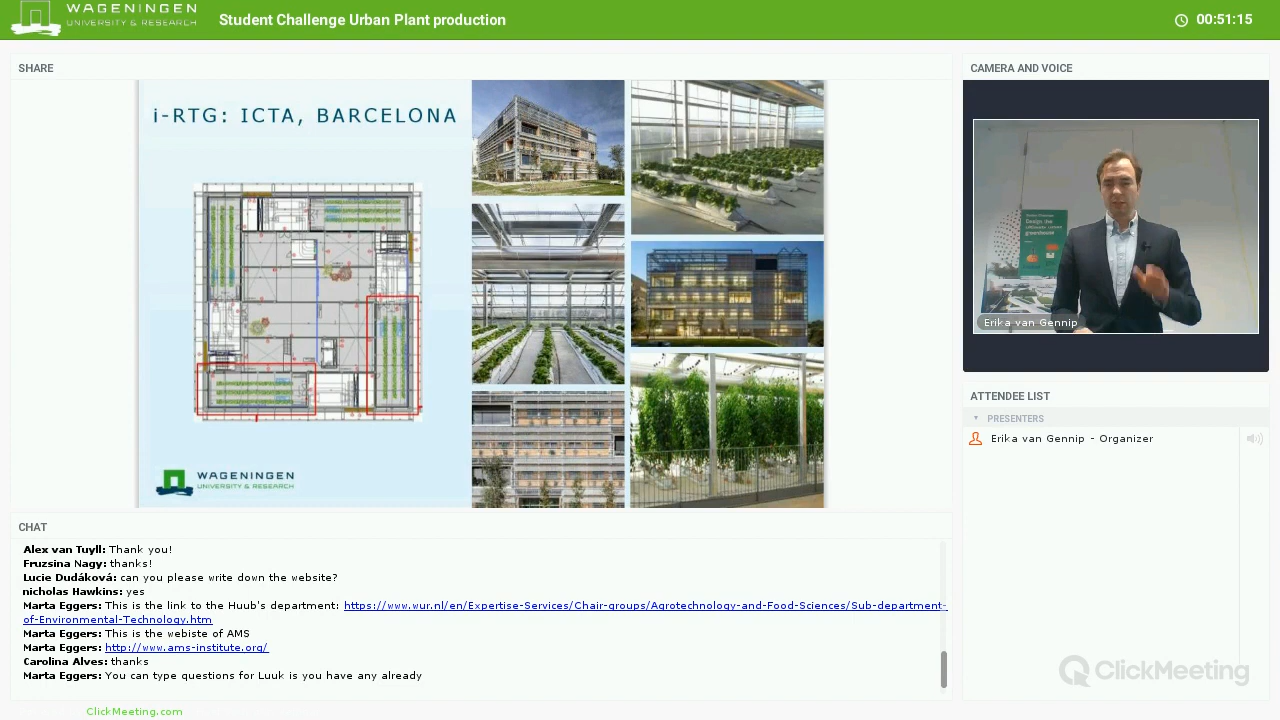 WAGENINGEN
UNIVERSITY & RESEARCH
Student Challenge Urban Plant production
00:51:15
SHARE
i-RTG: ICTA, BARCELONA
WAGENINGEN
UNIVERSITY & RESEARCH
CAMERA AND VOICE
Design the
ultimate urban
greenhouse
Erika van Gennip
ATTENDEE LIST
PRESENTERS
Erika van Gennip - Organizer
CHAT
Alex van Tuyll: Thank you!
Fruzsina Nagy: thanks!
Lucie Dudáková: can you please write down the website?
nicholas Hawkins: yes
Marta Eggers: This is the link to the Huub's department: https://www.wur.nl/en/Expertise-Services/Chair-groups/Agrotechnology-and-Food-Sciences/Sub-department-
of-Environmental-Technology.htm
Marta Eggers: This is the webiste of AMS
Marta Eggers: http://www.ams-institute.org/
Carolina Alves: thanks
Marta Eggers: You can type questions for Luuk is you have any already
ClickMeeting
ClickMeeting.com